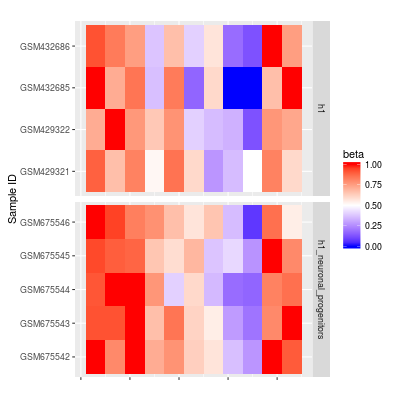 GSM432686
GSM432685
GSM429322
GSM429321
h1
GSM675546
GSM675545
GSM675544
GSM675543
GSM675542
h1_neuronal_progenitors
Sample ID
beta
1.00
0.75
0.50
0.25
0.00